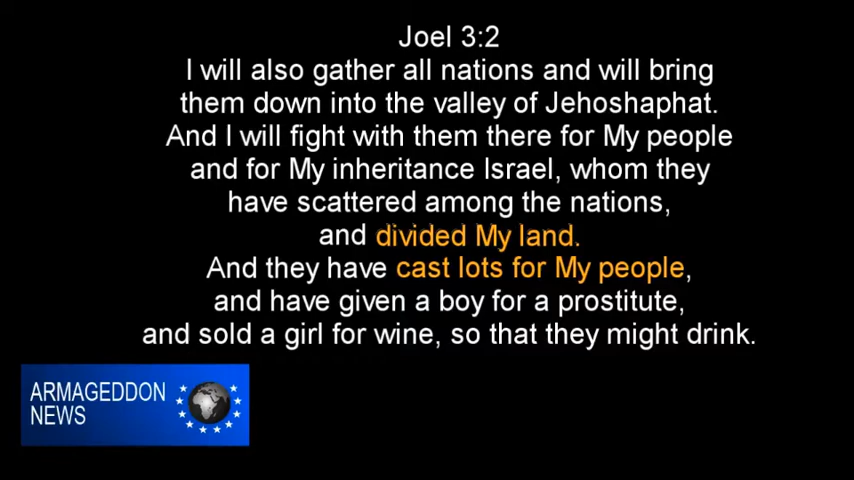 Joel 3:2
I will also gather all nations and will bring
them down into the valley of Jehoshaphat.
And I will fight with them there for My people
and for My inheritance Israel, whom they
have scattered among the nations,
and divided My land.
And they have cast lots for My people,
and have given a boy for a prostitute,
and sold a girl for wine, so that they might drink.
ARMAGEDDON
NEWS